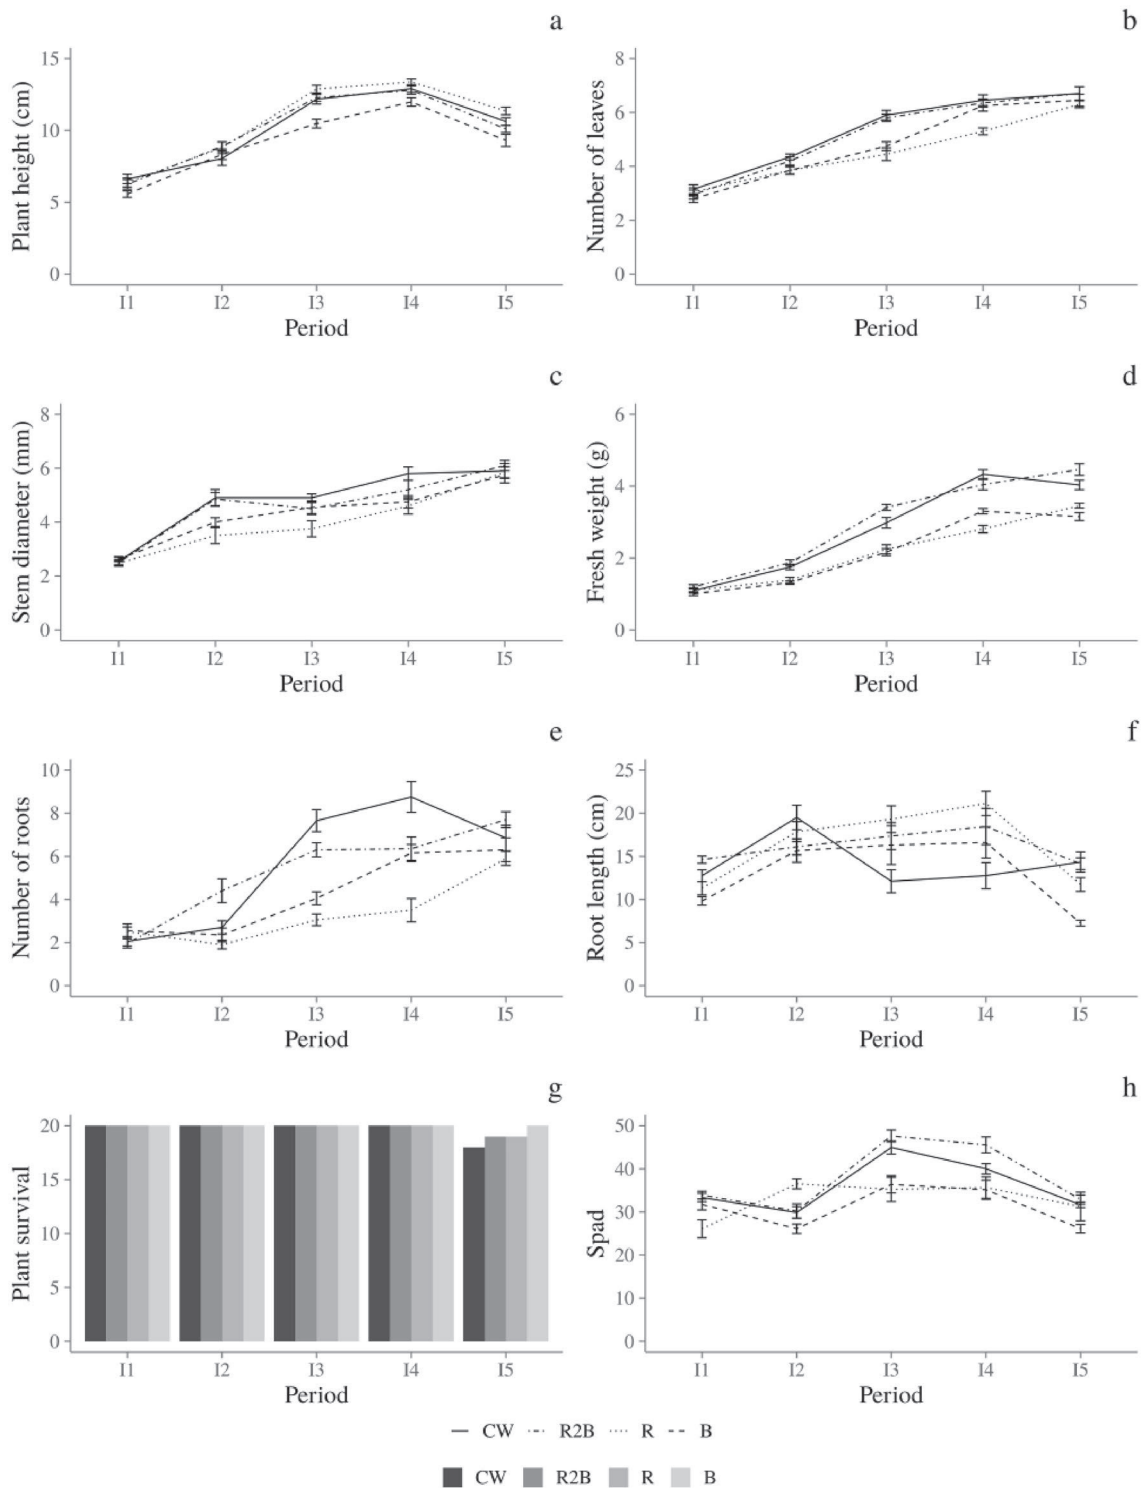 a
Plant height (cm)
15
10
5
0
I1 I2 I3 I4 I5
Period
b
Number of leaves
8
6
4
2
0
I1 I2 I3 I4 I5
Period
c
Stem diameter (mm)
8
6
4
2
0
I1 I2 I3 I4 I5
Period
d
Fresh weight (g)
6
4
2
0
I1 I2 I3 I4 I5
Period
e
Number of roots
10
8
6
4
2
0
I1 I2 I3 I4 I5
Period
f
Root length (cm)
25
20
15
10
5
0
I1 I2 I3 I4 I5
Period
g
Plant survival
20
15
10
5
0
I1 I2 I3 I4 I5
Period
h
Spad
50
40
30
20
10
0
I1 I2 I3 I4 I5
Period
CW R2B R B
CW R2B R B